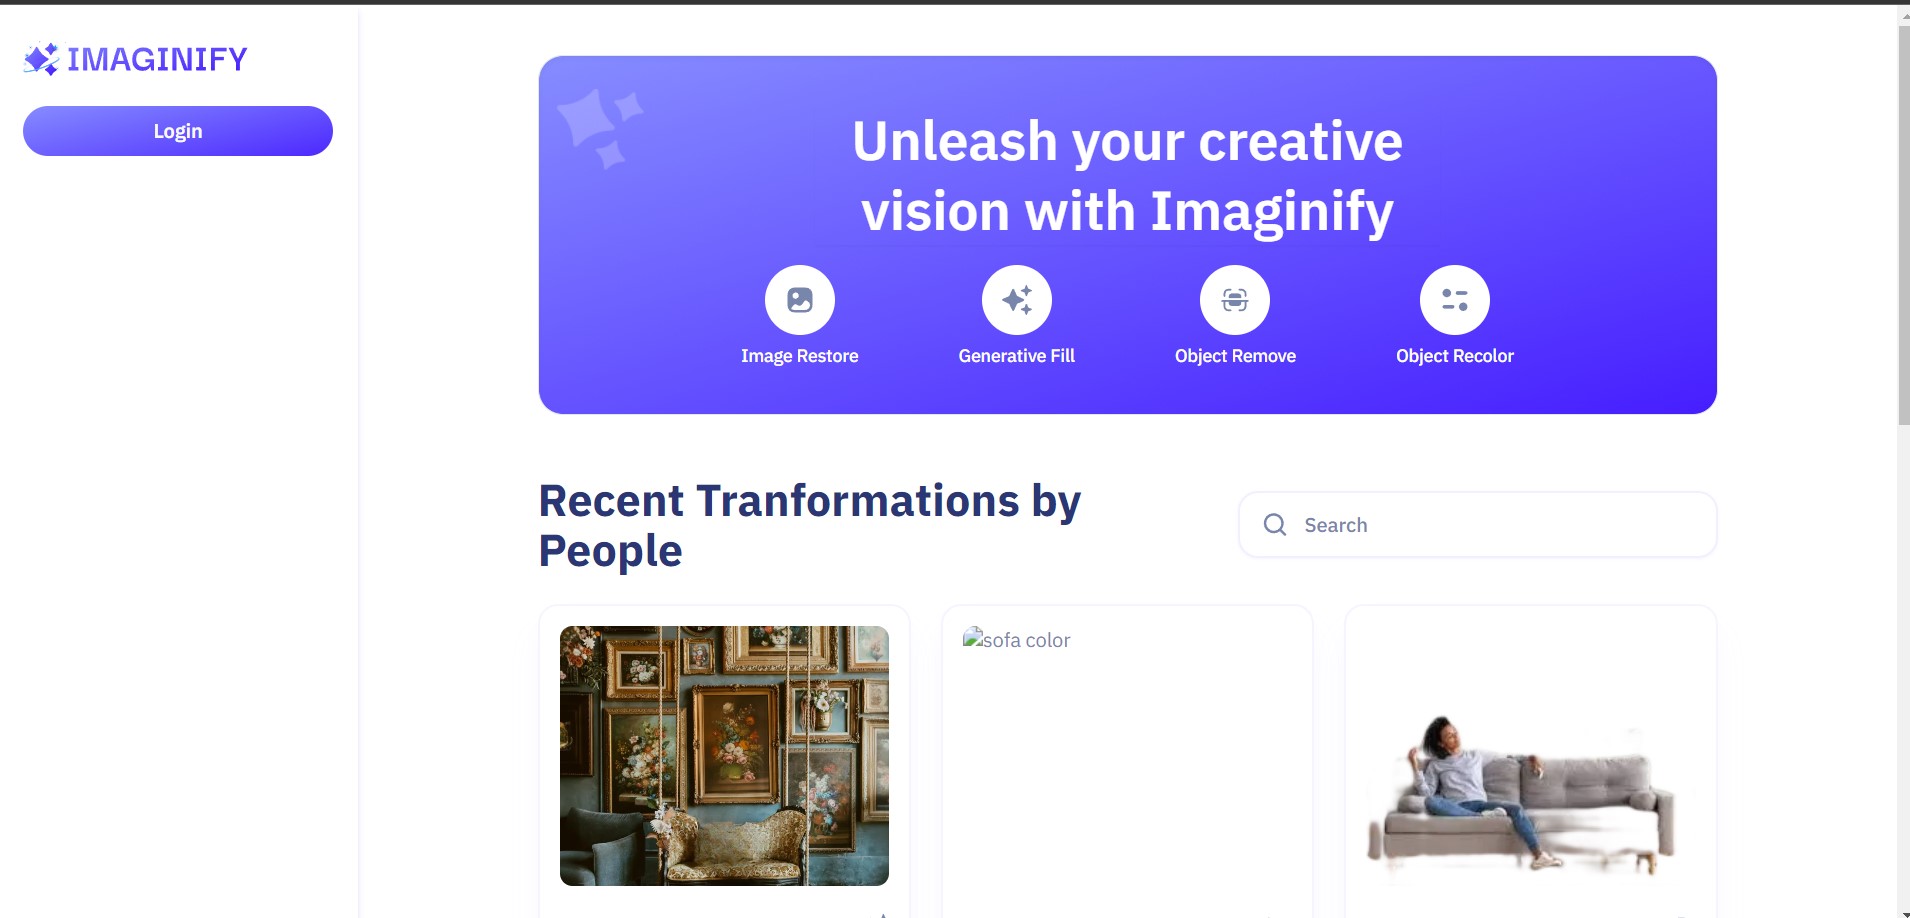 IMAGINIFY
Login
Unleash your creative
vision with Imaginify
Image Restore
Generative Fill
Object Remove
Object Recolor
Recent Tranformations by
People
Search
sofa color